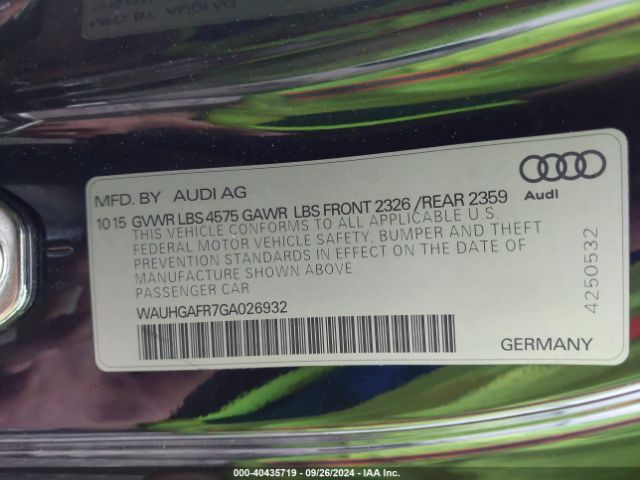 MFD. BY AUDI AG
Audi
10 15 GVWR LBS 4575 GAWR LBS FRONT 2326 /REAR 2359
THIS VEHICLE CONFORMS TO ALL APPLICABLE U.S
FEDERAL MOTOR VEHICLE SAFETY, BUMPER AND THEFT
PREVENTION STANDARDS IN EFFECT ON THE DATE OF
MANUFACTURE SHOWN ABOVE
PASSENGER CAR
WAUHGAFR7GA026932
GERMANY
4250532
000-40435719 - 09/26/2024 - IAA Inc.